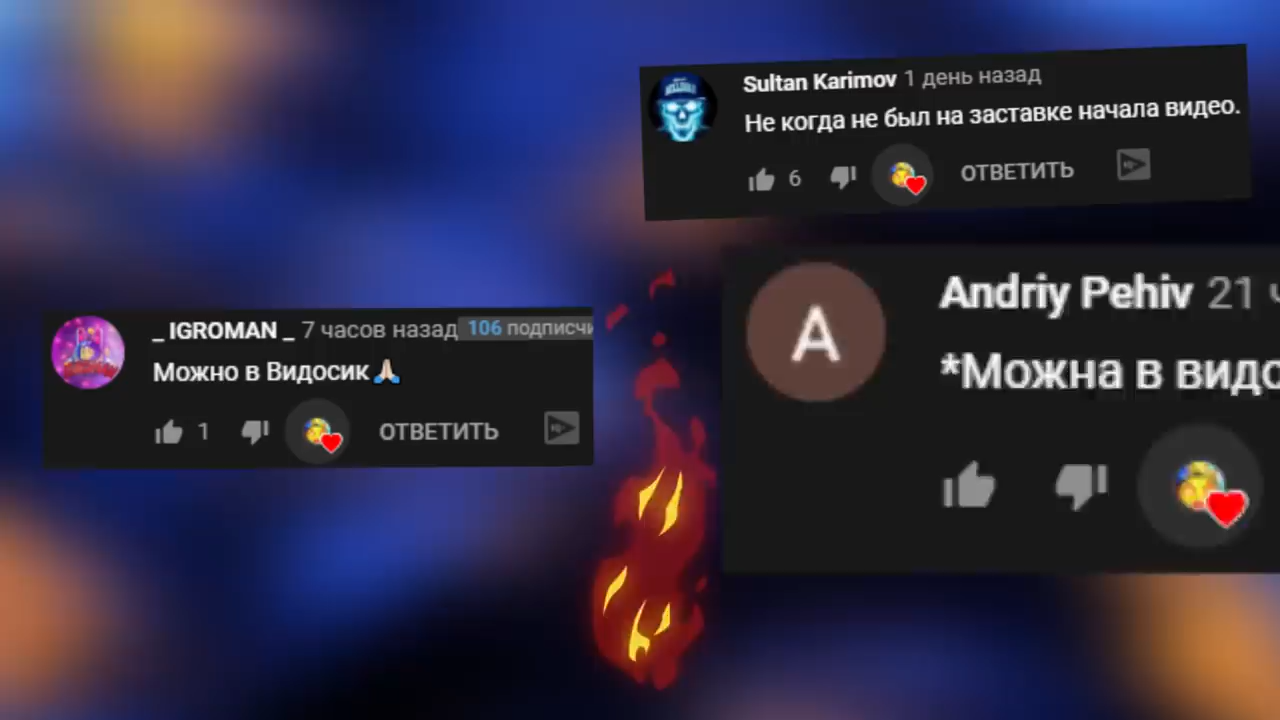 Sultan Karimov 1 день назад
Не когда не был на заставке начала видео.
6 ОТВЕТИТЬ
_ IGROMAN _ 7 часов назад 106 подписчи
Можно в Видосик🙏🏻
1 ОТВЕТИТЬ
A
Andriy Pehiv 21
*Можна в видо